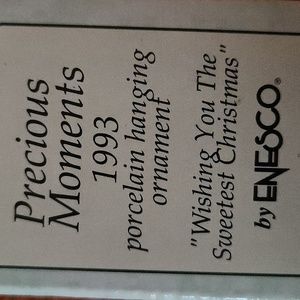 Precious
Moments
1993
porcelain hanging
ornament
"Wishing You The
Sweetest Christmas"
by ENESCO®